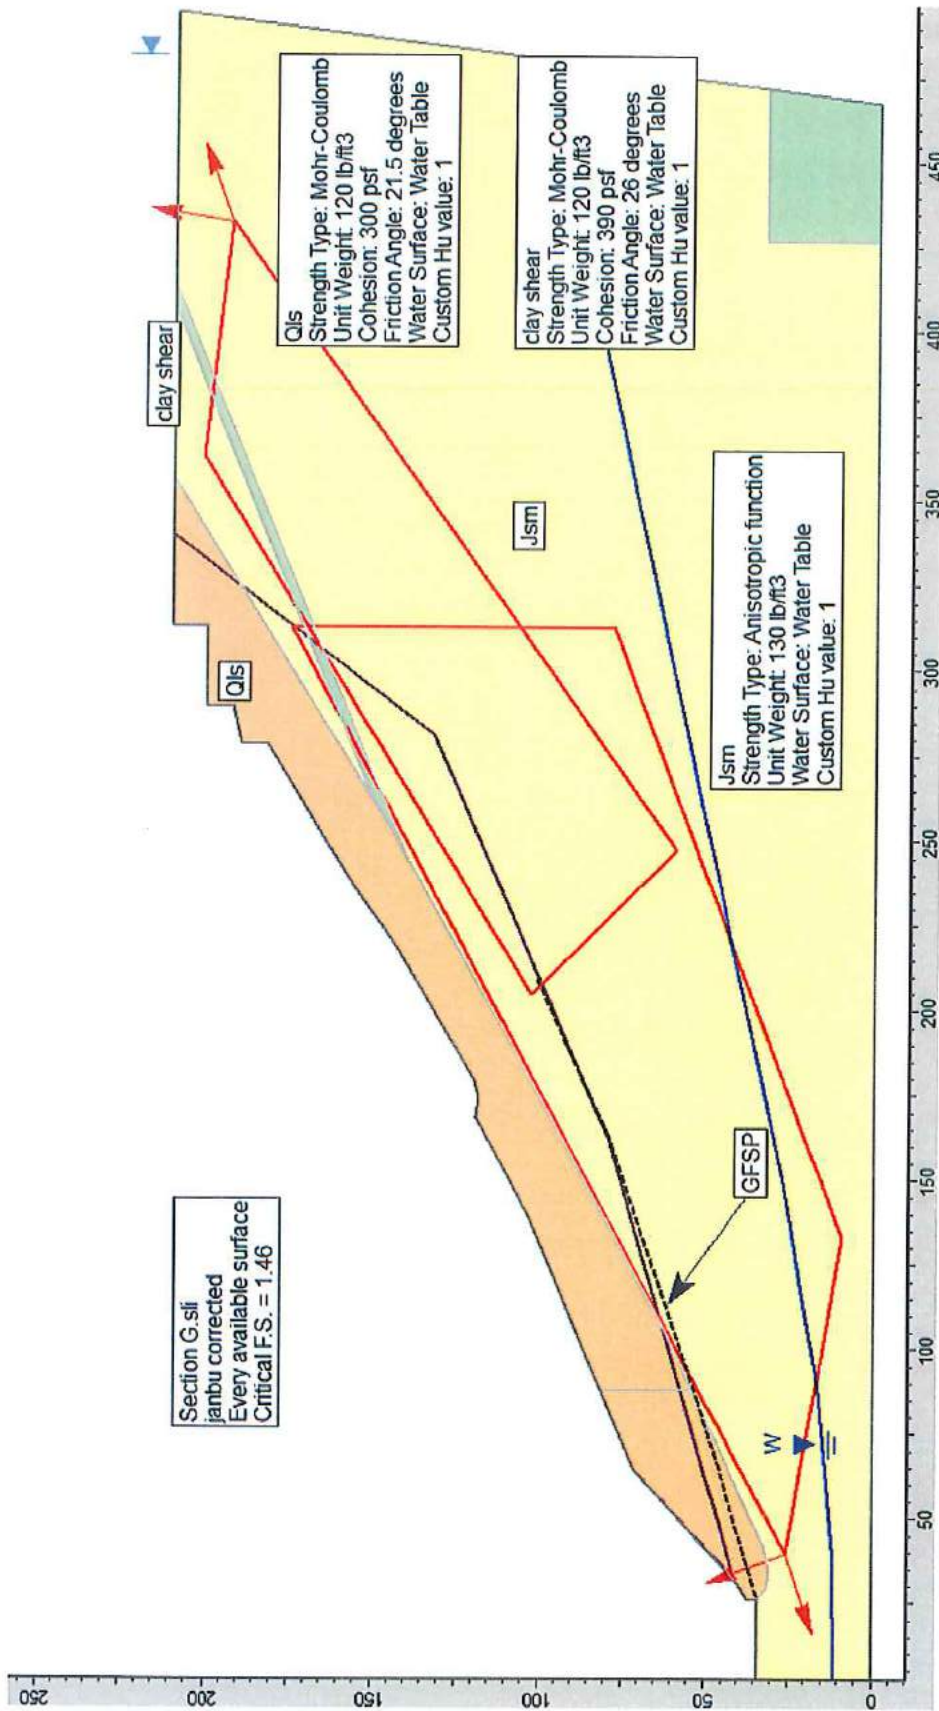 Section G.sli
janbu corrected
Every available surface
Critical F.S. = 1.46
clay shear
Qls
Qls
Strength Type: Mohr-Coulomb
Unit Weight: 120 lb/ft3
Cohesion: 300 psf
Friction Angle: 21.5 degrees
Water Surface: Water Table
Custom Hu value: 1
clay shear
Strength Type: Mohr-Coulomb
Unit Weight: 120 lb/ft3
Cohesion: 390 psf
Friction Angle: 26 degrees
Water Surface: Water Table
Custom Hu value: 1
Jsm
Jsm
Strength Type: Anisotropic function
Unit Weight: 130 lb/ft3
Water Surface: Water Table
Custom Hu value: 1
GFSP
W
250
200
150
100
50
0
50
100
150
200
250
300
350
400
450